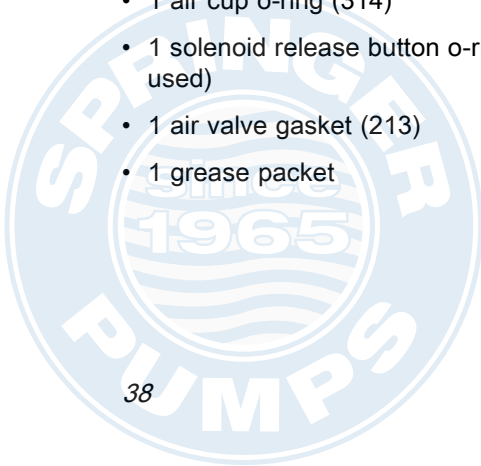 • 1 air cup o-ring (314)
• 1 solenoid release button o-r
used)
• 1 air valve gasket (213)
• 1 grease packet
SPRINGER
since
1965
PUMPS
38